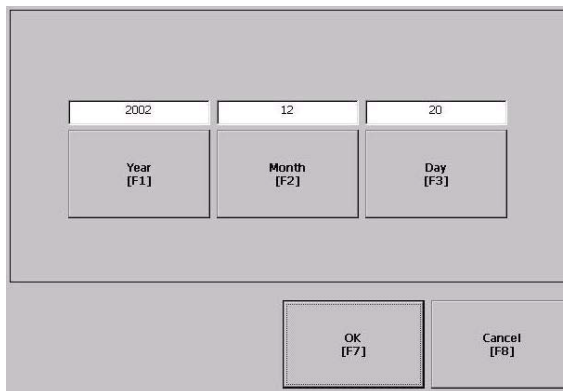 2002 12 20
Year Month Day
[F1] [F2] [F3]
OK Cancel
[F7] [F8]